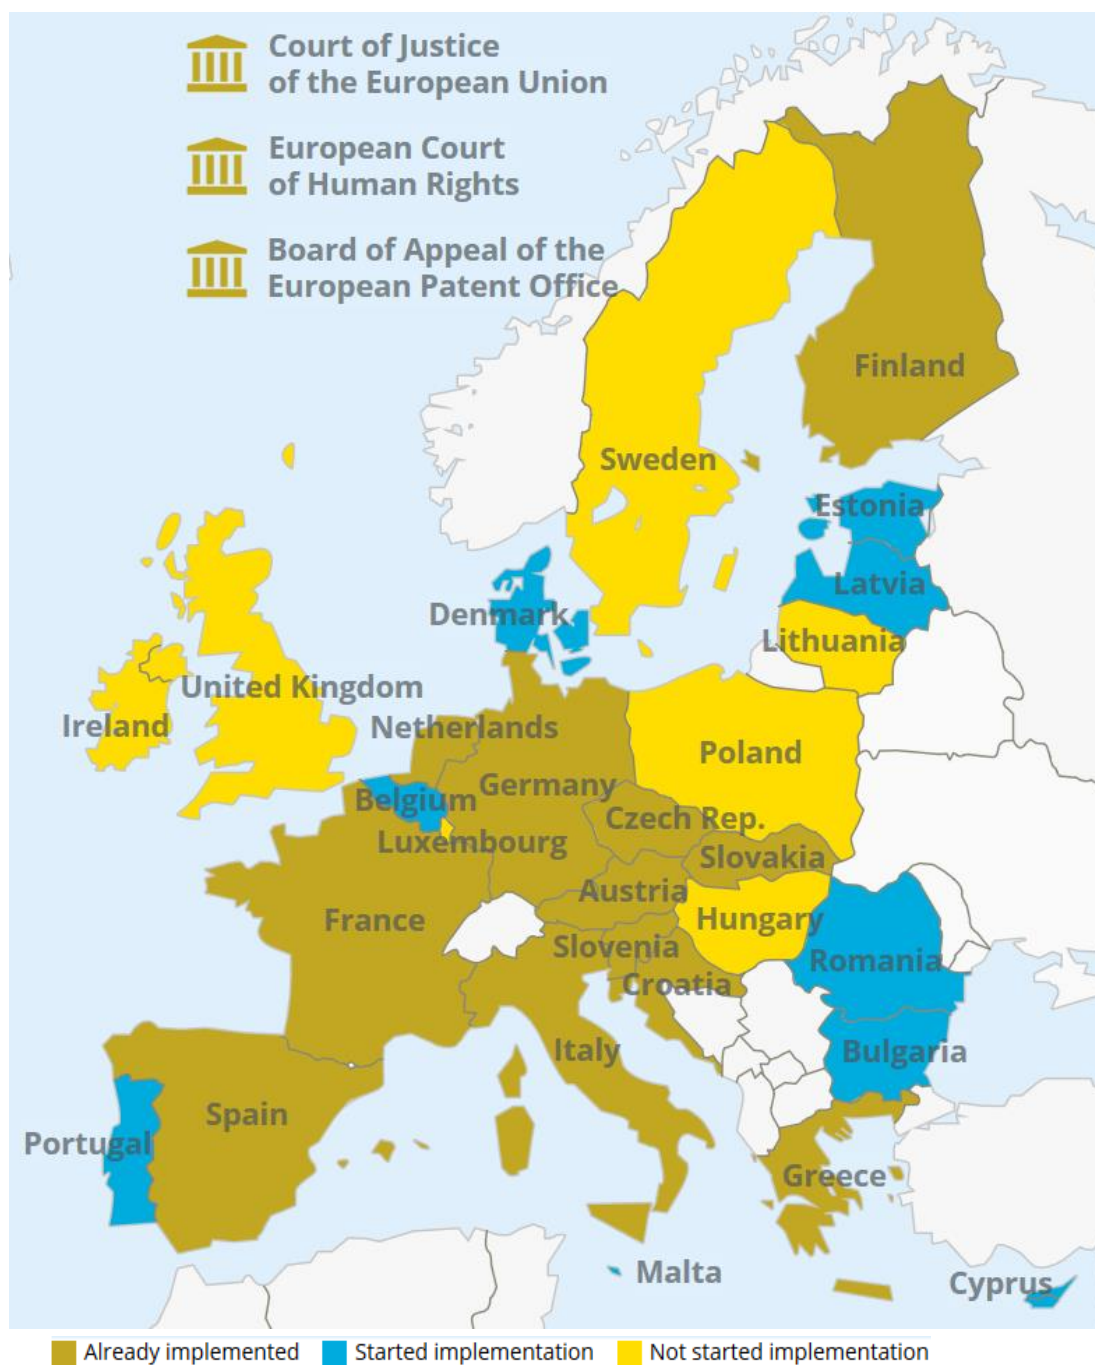 Court of Justice
of the European Union
European Court
of Human Rights
Board of Appeal of the
European Patent Office
Finland
Sweden
Estonia
Latvia
Denmark
Lithuania
United Kingdom
Ireland
Netherlands
Poland
Germany
Belgium
Czech Rep.
Luxembourg
Slovakia
Austria
France
Hungary
Slovenia
Romania
Croatia
Italy
Bulgaria
Spain
Portugal
Greece
Malta
Cyprus
Already implemented Started implementation Not started implementation